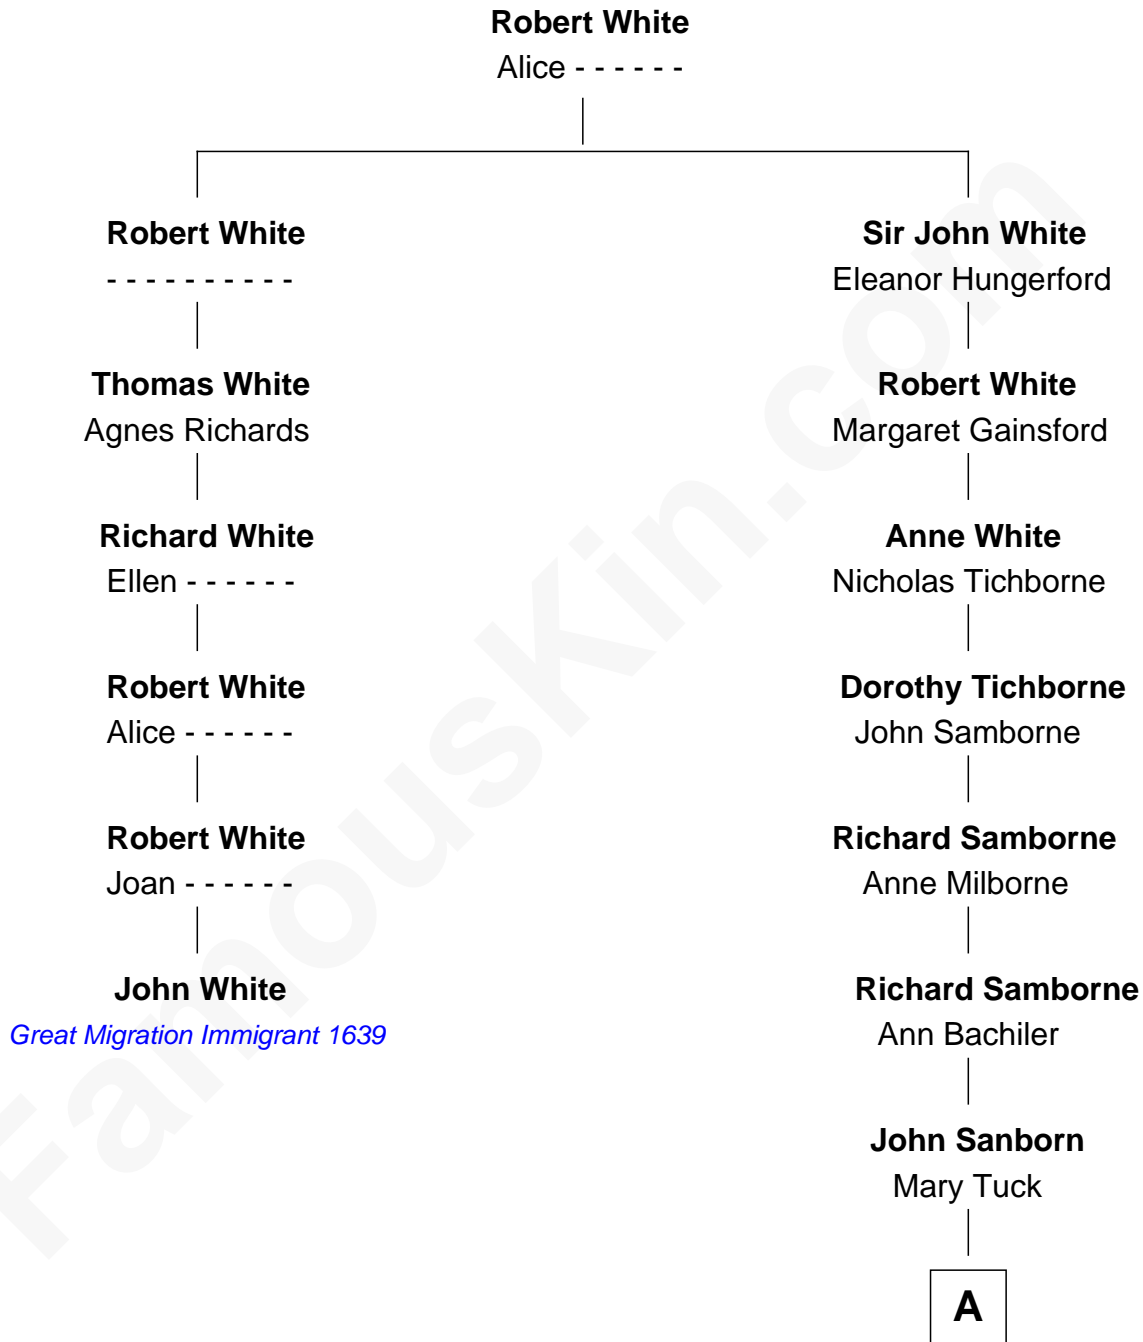 Robert White
Alice - - - - - -
Robert White
- - - - - - - - - -
Thomas White
Agnes Richards
Richard White
Ellen - - - - - -
Robert White
Alice - - - - - -
Robert White
Joan - - - - - -
John White
Great Migration Immigrant 1639
Sir John White
Eleanor Hungerford
Robert White
Margaret Gainsford
Anne White
Nicholas Tichborne
Dorothy Tichborne
John Samborne
Richard Samborne
Anne Milborne
Richard Samborne
Ann Bachiler
John Sanborn
Mary Tuck
A
FamousKin.com